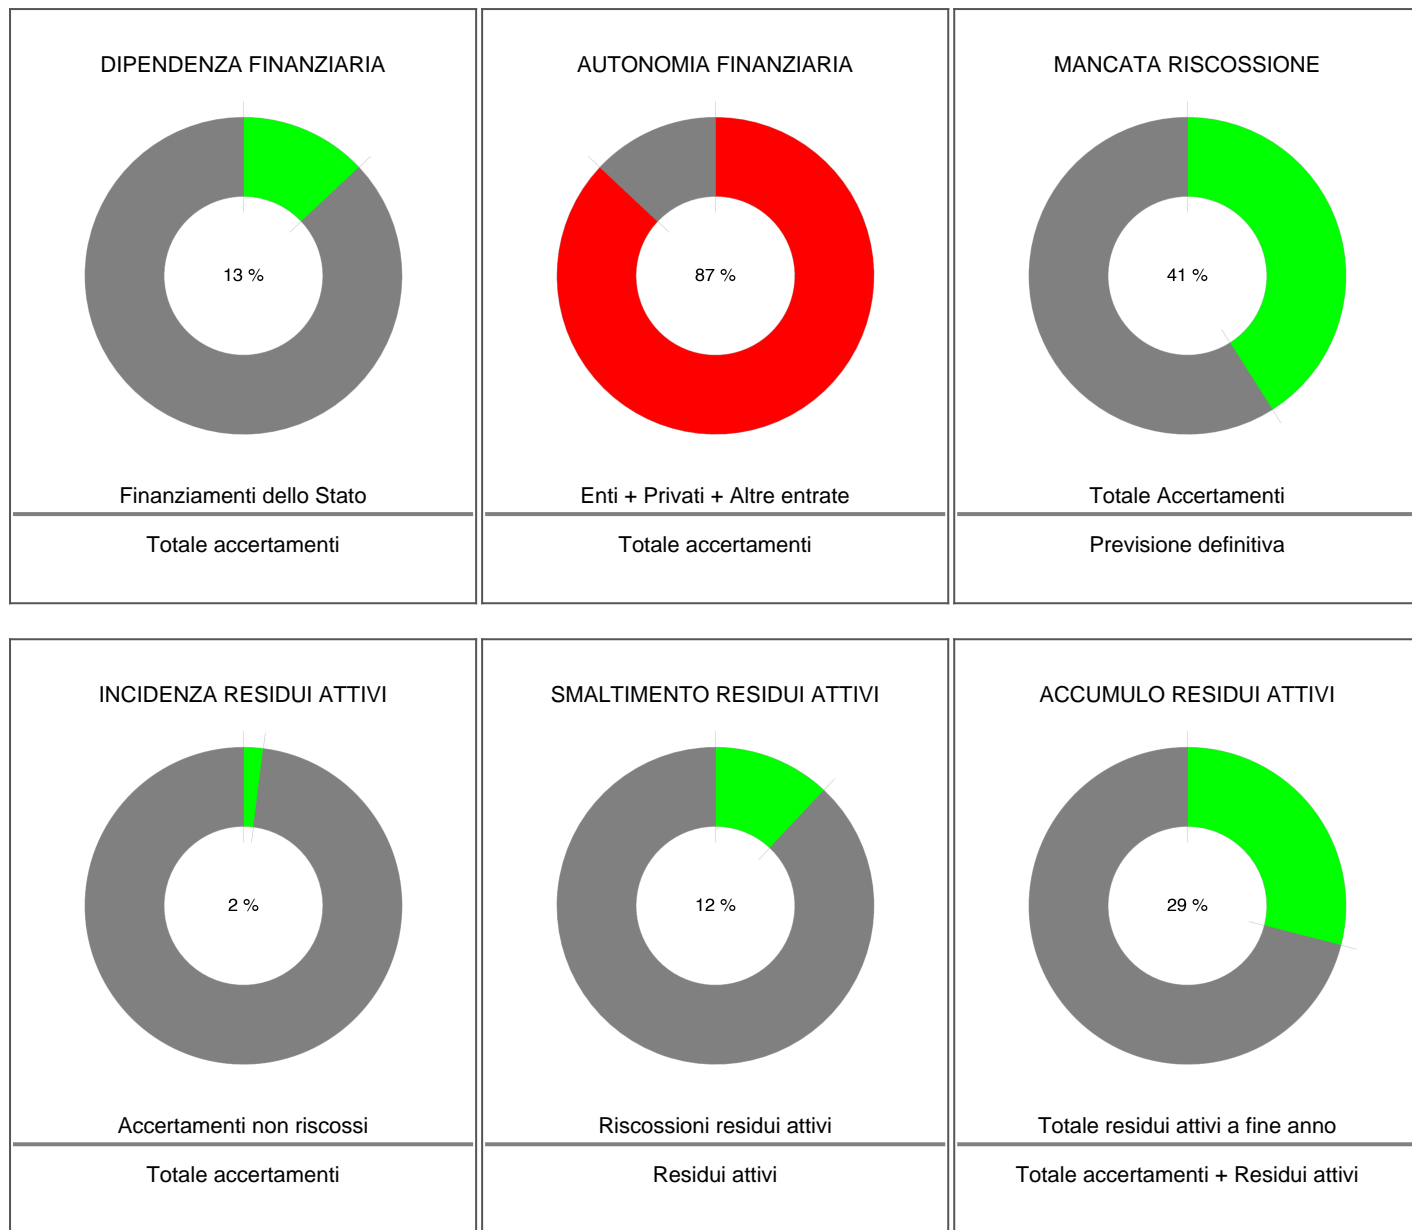 DIPENDENZA FINANZIARIA
13 %
Finanziamenti dello Stato
Totale accertamenti
AUTONOMIA FINANZIARIA
87 %
Enti + Privati + Altre entrate
Totale accertamenti
MANCATA RISCOSSIONE
41 %
Totale Accertamenti
Previsione definitiva
INCIDENZA RESIDUI ATTIVI
2 %
Accertamenti non riscossi
Totale accertamenti
SMALTIMENTO RESIDUI ATTIVI
12 %
Riscossioni residui attivi
Residui attivi
ACCUMULO RESIDUI ATTIVI
29 %
Totale residui attivi a fine anno
Totale accertamenti + Residui attivi